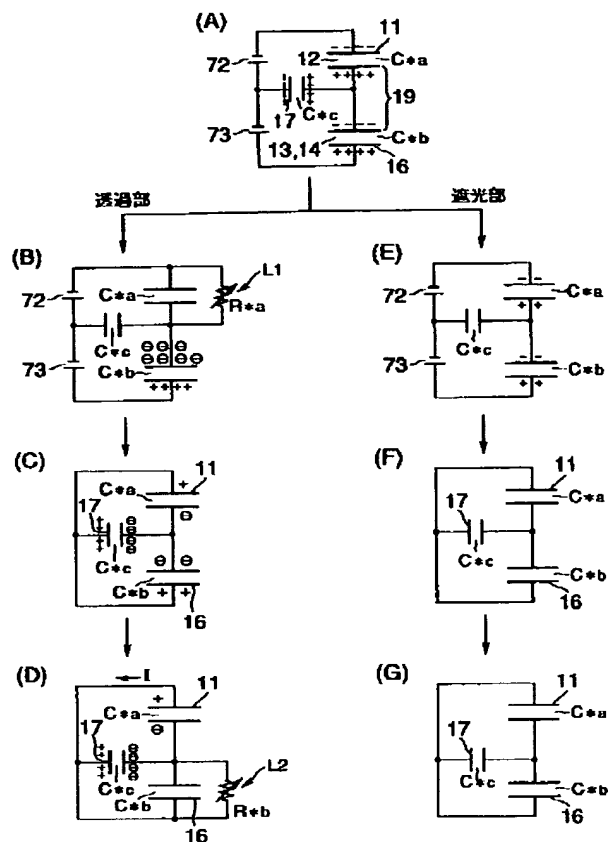 (A)
11
72
12
C*a
19
17
C*c
73
C*b
13,14
16
透過部
遮光部
(B)
L1
72
C*a
R*a
C*c
73
C*b
(E)
72
C*a
C*c
73
C*b
(C)
11
C*a
17
C*c
C*b
16
(F)
11
C*a
17
C*c
C*b
16
(D)
I
11
C*a
17
C*c
L2
C*b
R*b
16
(G)
11
C*a
17
C*c
C*b
16